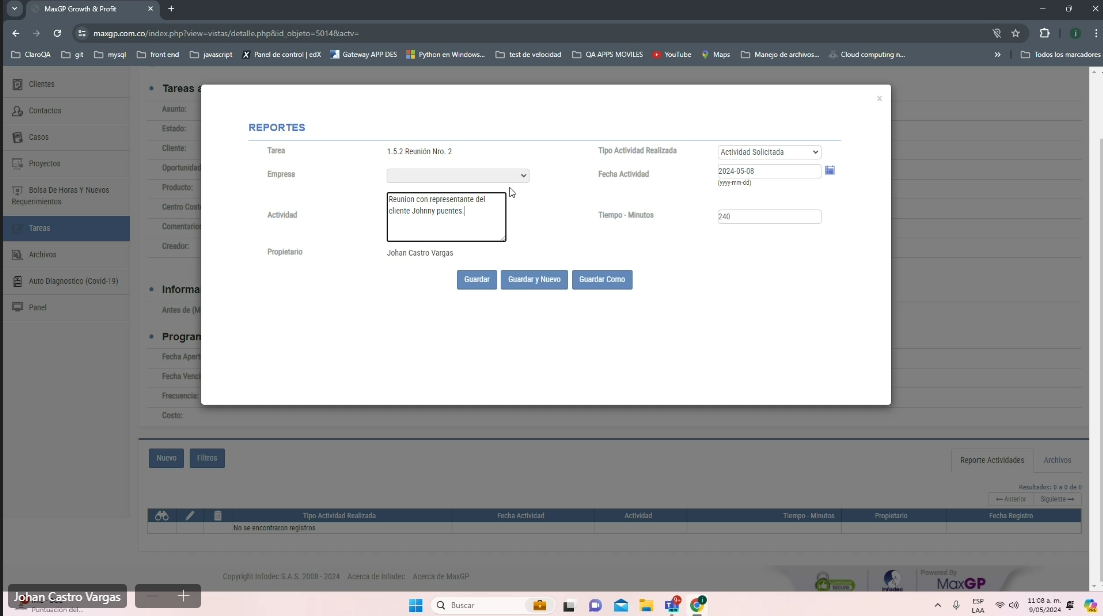 MaxGP Growth & Profit
maxgp.com.co/index.php?view=vistas/detalle.php&id_objeto=5014&actv=
ClaroQA
git
mysql
front end
javascript
Panel de control | edX
Gateway APP DES
Python en Windows...
test de velocidad
QA APPS MOVILES
YouTube
Maps
Manejo de archivos...
Cloud computing n...
»
Todos los marcadores
Clientes
Contactos
Casos
Proyectos
Bolsa De Horas Y Nuevos
Requerimientos
Tareas
Archivos
Auto Diagnostico (Covid-19)
Panel
Tareas a
Asunto:
Estado:
Cliente:
Oportunidad
Producto:
Centro Cost
Comentario
Creador:
Informa
Antes de (M
Program
Fecha Apert
Fecha Venci
Frecuencia:
Costo:
x
REPORTES
Tarea
1.5.2 Reunión Nro. 2
Tipo Actividad Realizada
Actividad Solicitada
Empresa
Fecha Actividad
2024-05-08
(yyyy-mm-dd)
Actividad
Reunion con representante del
cliente Johnny puentes.
Tiempo - Minutos
240
Propietario
Johan Castro Vargas
Guardar
Guardar y Nuevo
Guardar Como
Nuevo
Filtros
Reporte Actividades
Archivos
Resultados: 0 a 0 de 0
Anterior
Siguiente
Tipo Actividad Realizada
Fecha Actividad
Actividad
Tiempo - Minutos
Propietario
Fecha Registro
No se encontraron registros
Copyright Infodec S.A.S. 2008 - 2024
Acerca de Infodec
Acerca de MaxGP
Powered By
MaxGP
Johan Castro Vargas
Puntuación del...
Buscar
9+
ESP
LAA
11:08 a. m.
9/05/2024